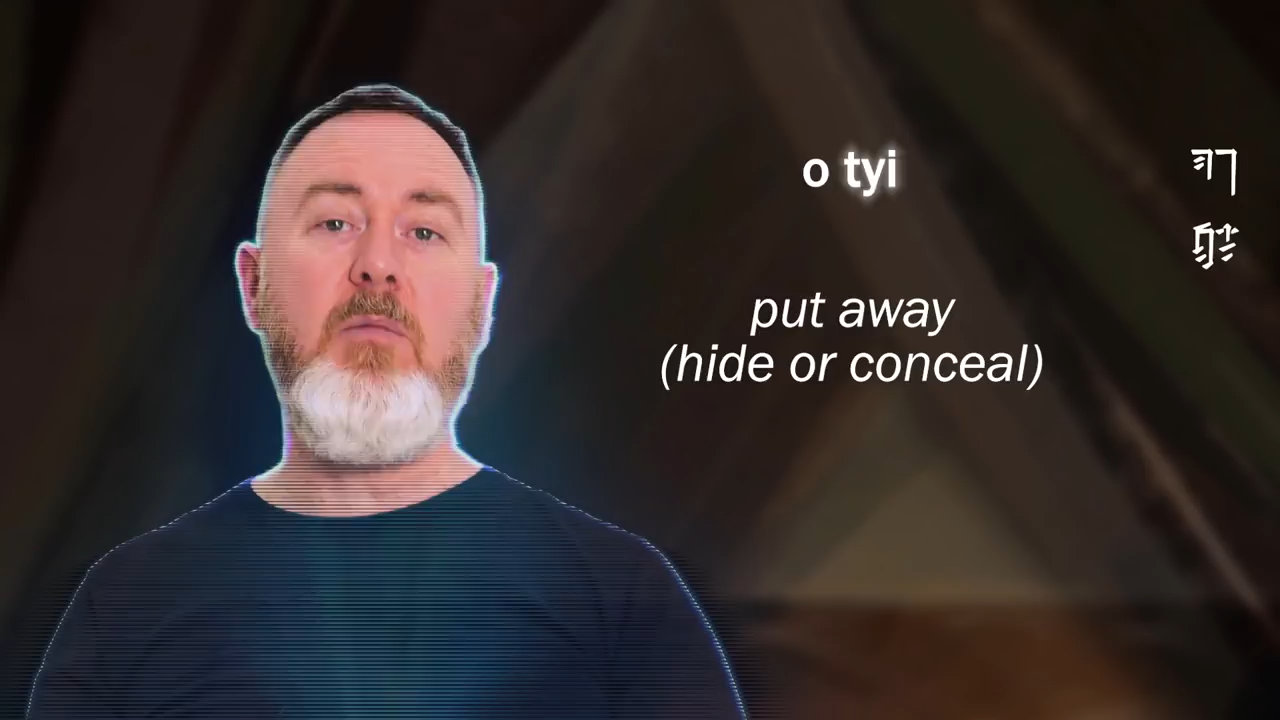 o tyi
put away
(hide or conceal)